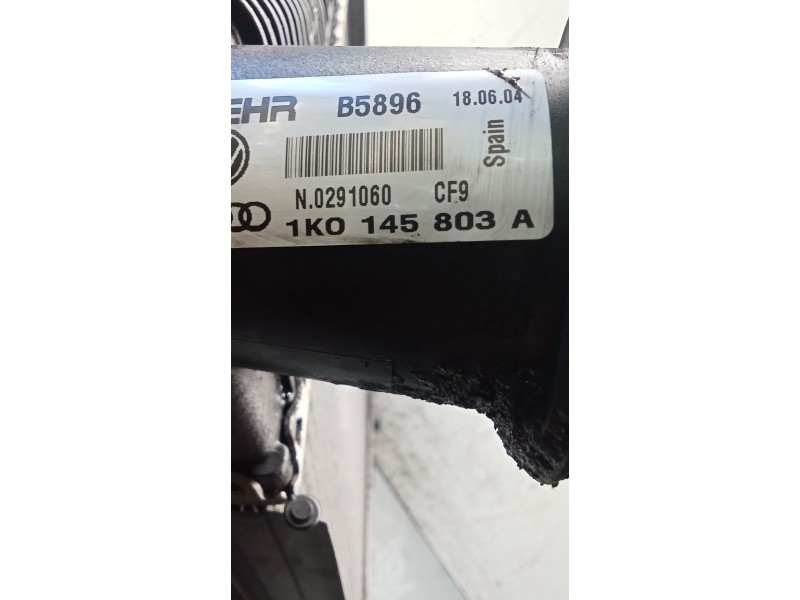 EHR B5896 18.06.04
Spain
N.0291060 CF9
1K0 145 803 A